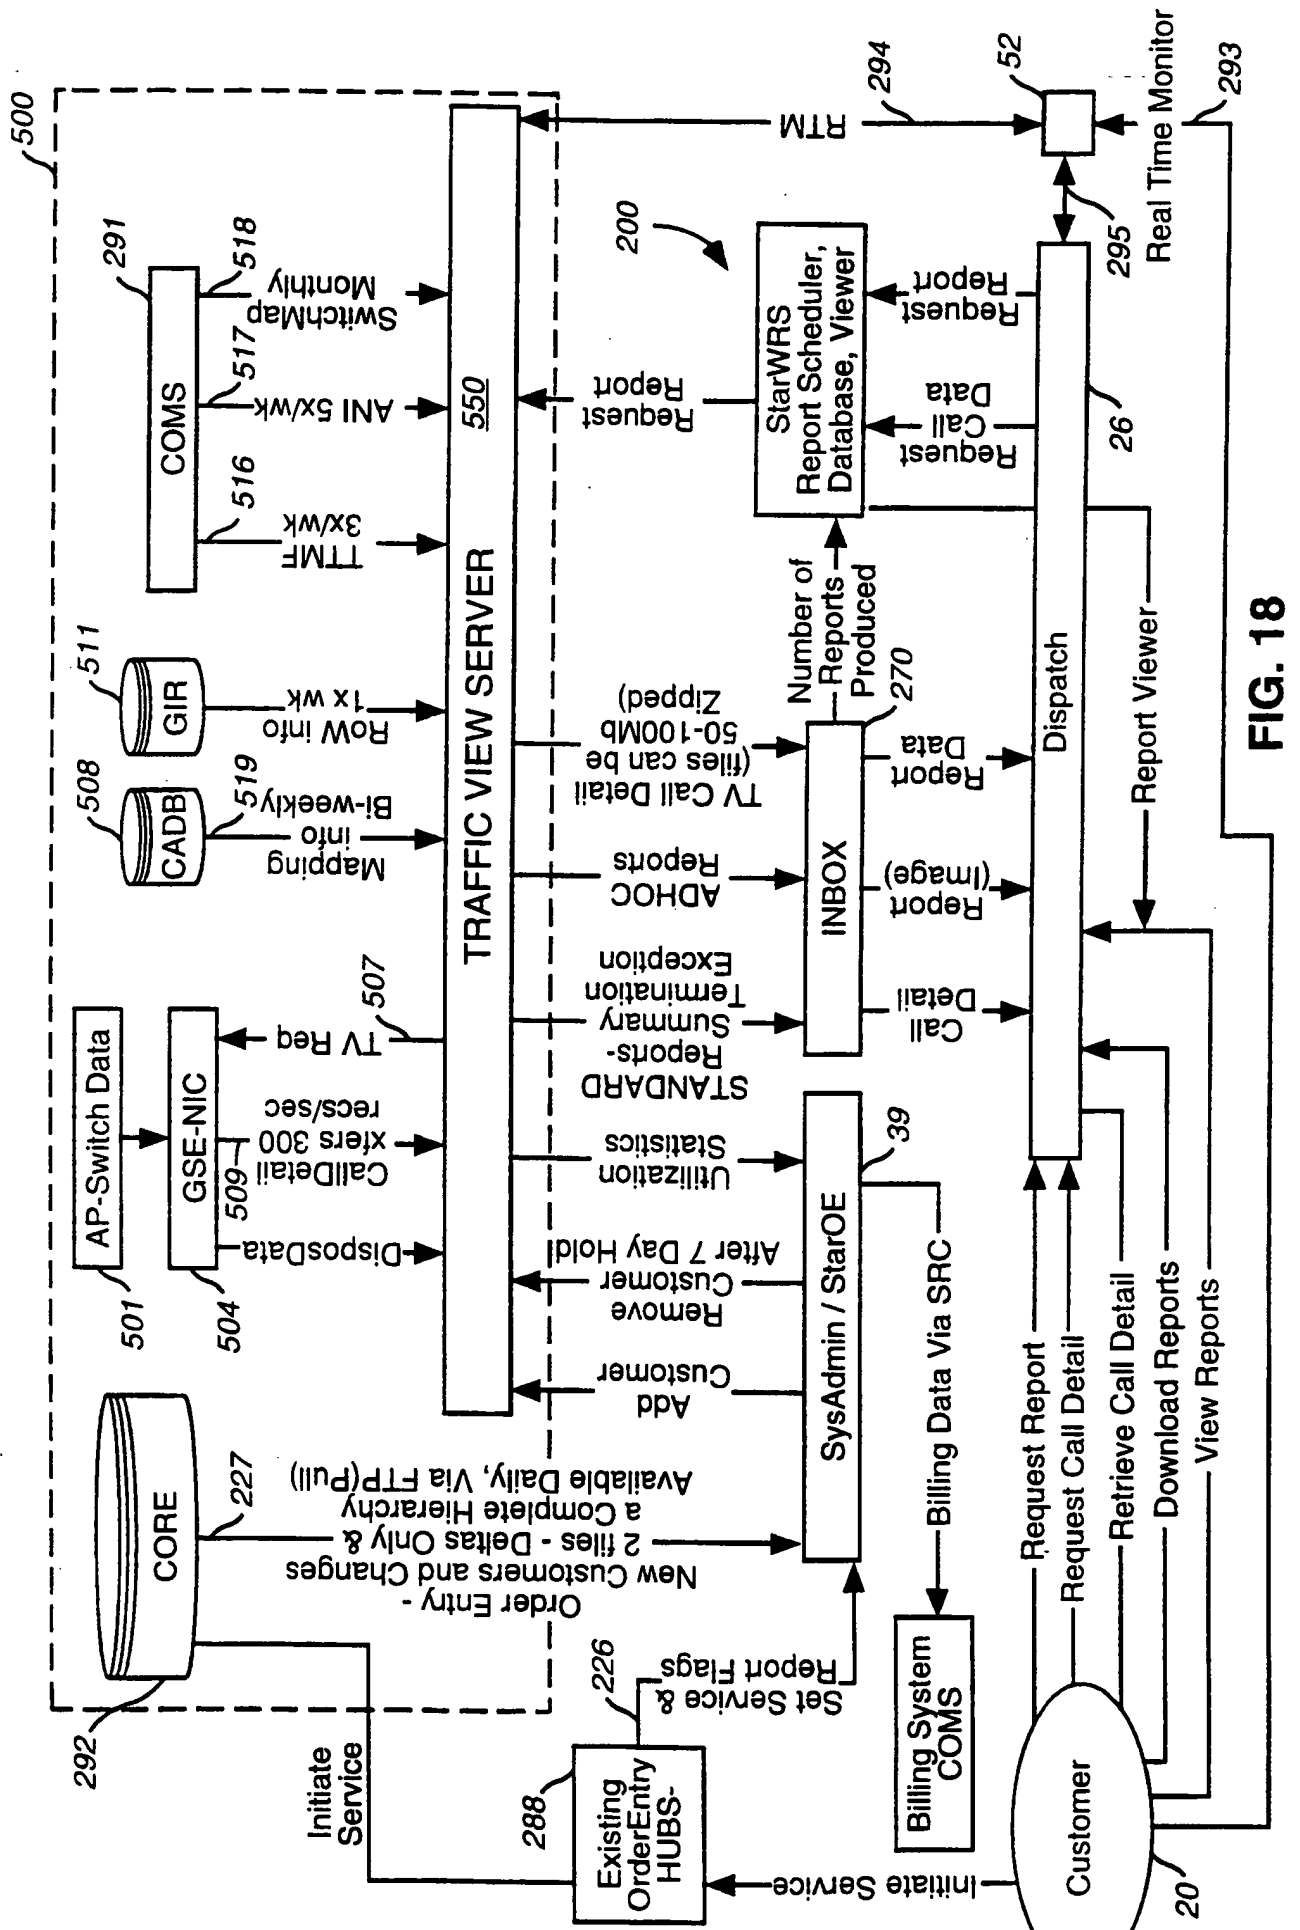 500
292
CORE
227
Order Entry -
New Customers and Changes
2 files - Deltas Only &
a Complete Hierarchy
Available Daily, Via FTP(Pull)
501
AP-Switch Data
504
GSE-NIC
DisposData
509
CallDetail
xfers 300
recs/sec
TV Req
507
508
CADB
519
Mapping
info
Bi-weekly
511
GIR
RoW info
1x wk
291
COMS
516
TTMF
3x/wk
517
ANI 5x/wk
518
SwitchMap
Monthly
TRAFFIC VIEW SERVER
550
Initiate
Service
288
Existing
OrderEntry
HUBS-
226
Set Service &
Report Flags
Add
Customer
Remove
Customer
After 7 Day Hold
Utilization
Statistics
STANDARD
Reports-
Summary
Termination
Exception
ADHOC
Reports
TV Call Detail
(files can be
50-100Mb
Zipped)
Request
Report
200
RTM
294
SysAdmin / StarOE
39
INBOX
270
Number of
Reports
Produced
StarWRS
Report Scheduler,
Database, Viewer
Billing System
COMS
Billing Data Via SRC
Call
Detail
Report
(Image)
Report
Data
Request
Call
Data
Request
Report
52
295
Real Time Monitor
293
Dispatch
26
Initiate Service
Customer
20
Request Report
Request Call Detail
Retrieve Call Detail
Download Reports
View Reports
Report Viewer
FIG. 18